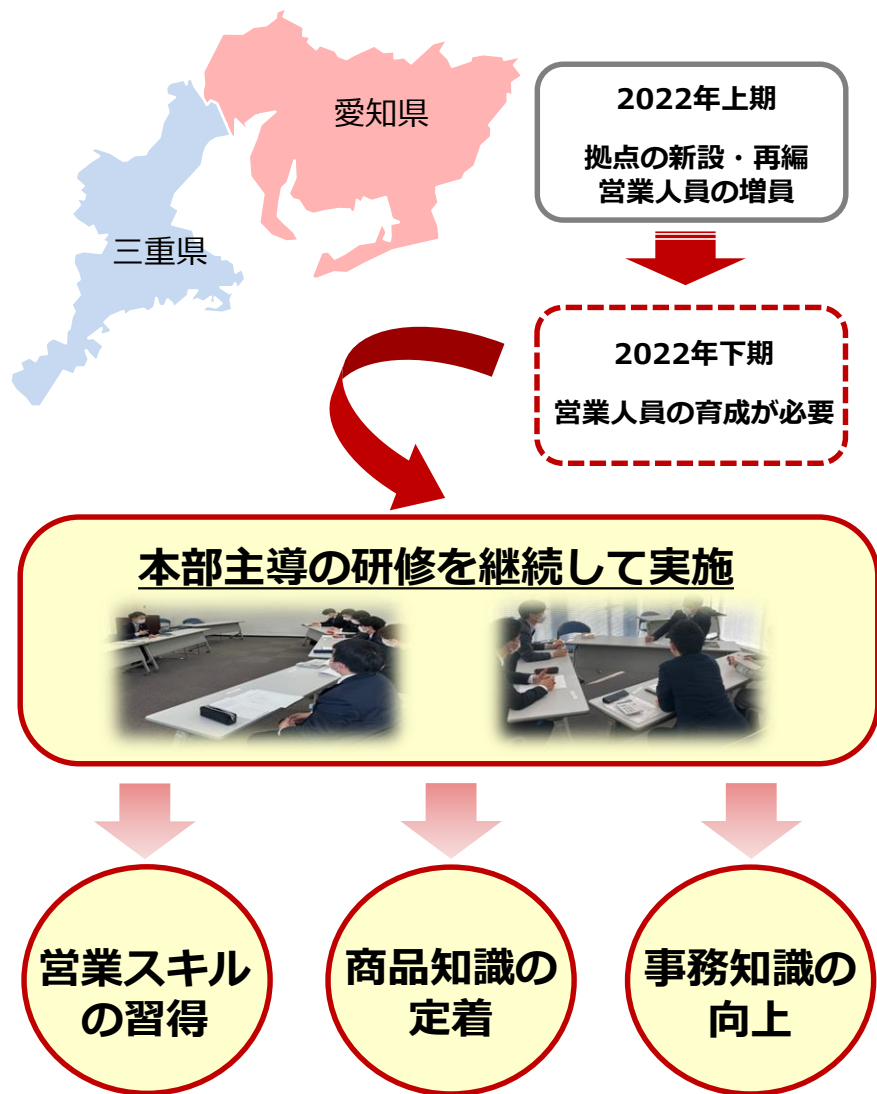 愛知県
三重県
2022年上期
拠点の新設・再編
営業人員の増員
2022年下期
営業人員の育成が必要
本部主導の研修を継続して実施
営業スキル
の習得
商品知識の
定着
事務知識の
向上